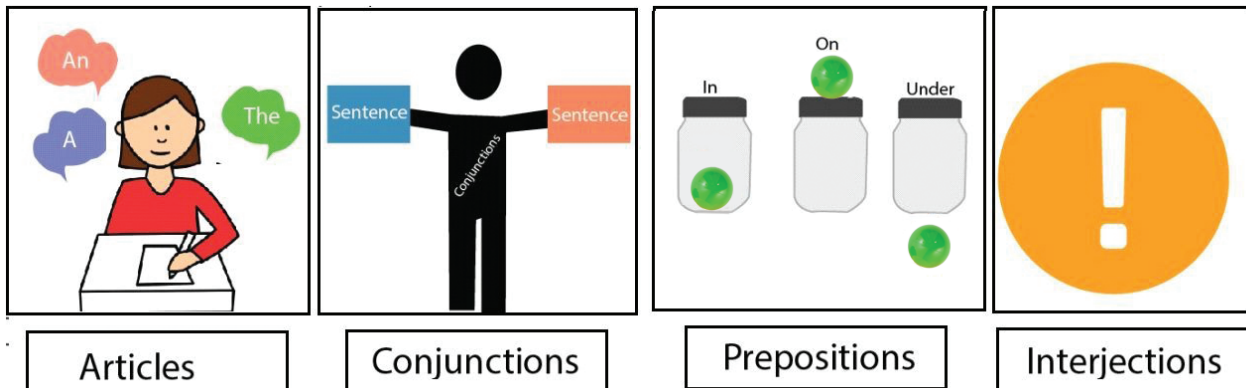 An
A
The
Sentence
Conjunctions
Sentence
In
On
Under
!
Articles
Conjunctions
Prepositions
Interjections